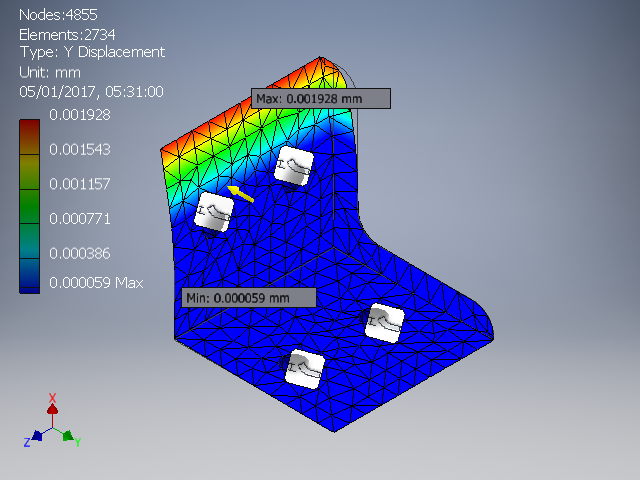 Nodes:4855
Elements:2734
Type: Y Displacement
Unit: mm
05/01/2017, 05:31:00
0.001928
0.001543
0.001157
0.000771
0.000386
0.000059 Max
Max: 0.001928 mm
Min: 0.000059 mm
X
Z
Y